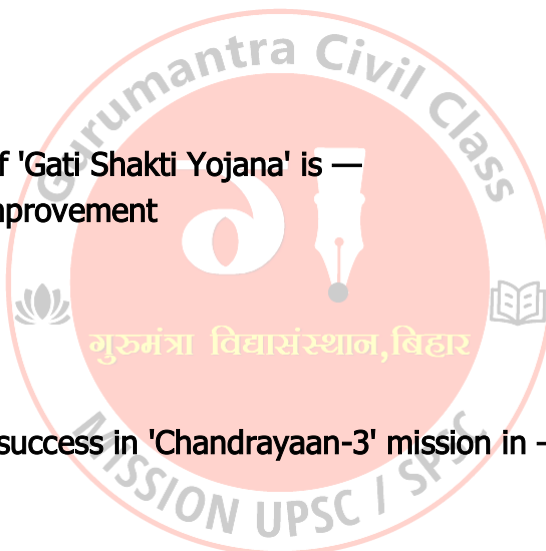 Gurumantra Civil Class
f 'Gati Shakti Yojana' is —
nprovement
गुरुमंत्रा विद्यासंस्थान,बिहार
success in 'Chandrayaan-3' mission in -
MISSION UPSC / SPSC